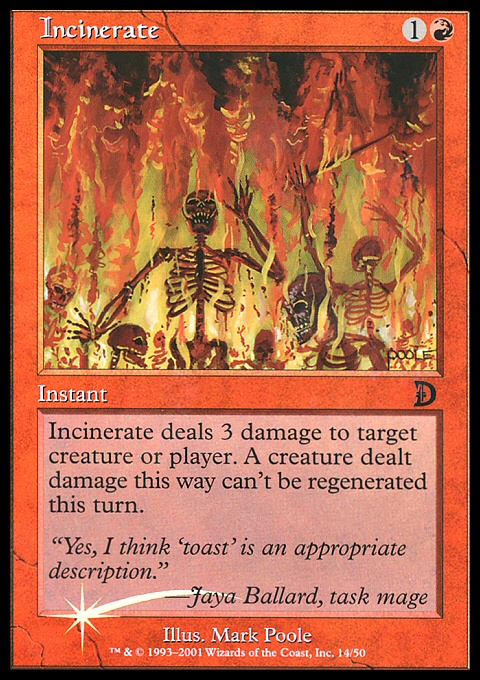 Incinerate 1
POOLE
Instant D
Incinerate deals 3 damage to target
creature or player. A creature dealt
damage this way can't be regenerated
this turn.
“Yes, I think ‘toast’ is an appropriate
description.”
—Jaya Ballard, task mage
Illus. Mark Poole
™ & © 1993–2001 Wizards of the Coast, Inc. 14/50